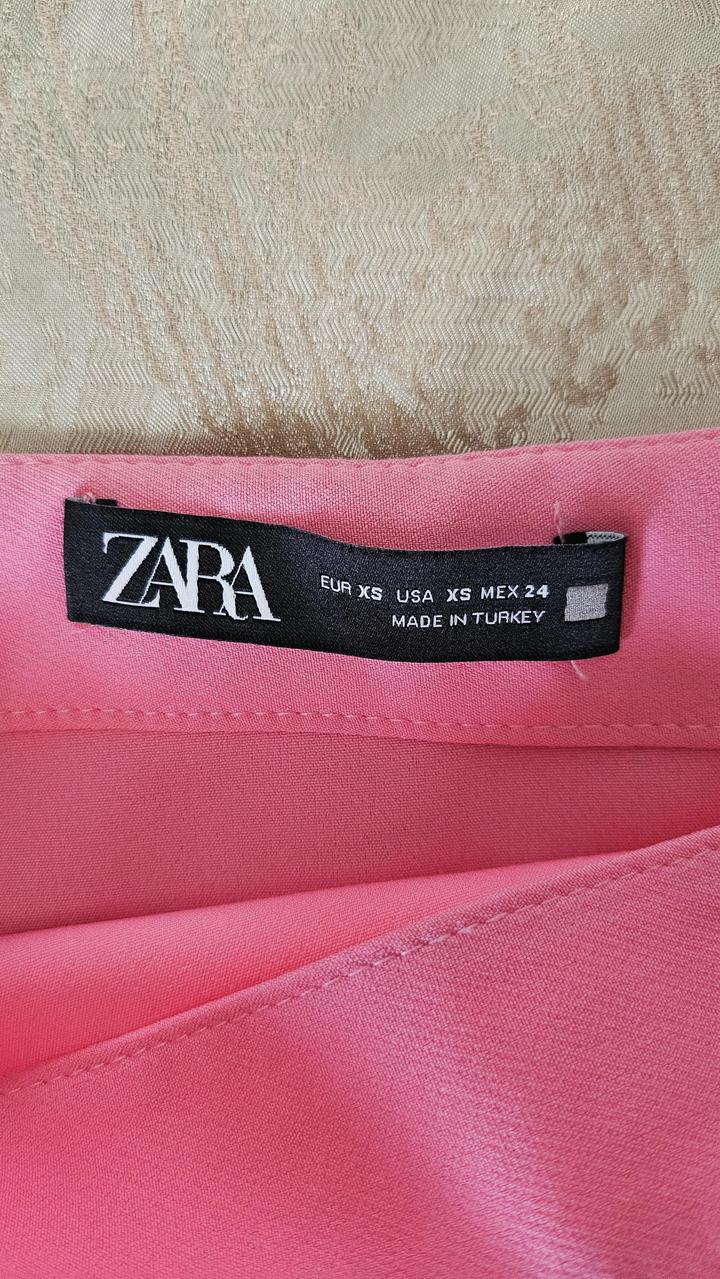 ZARA
EUR XS USA XS MEX 24
MADE IN TURKEY